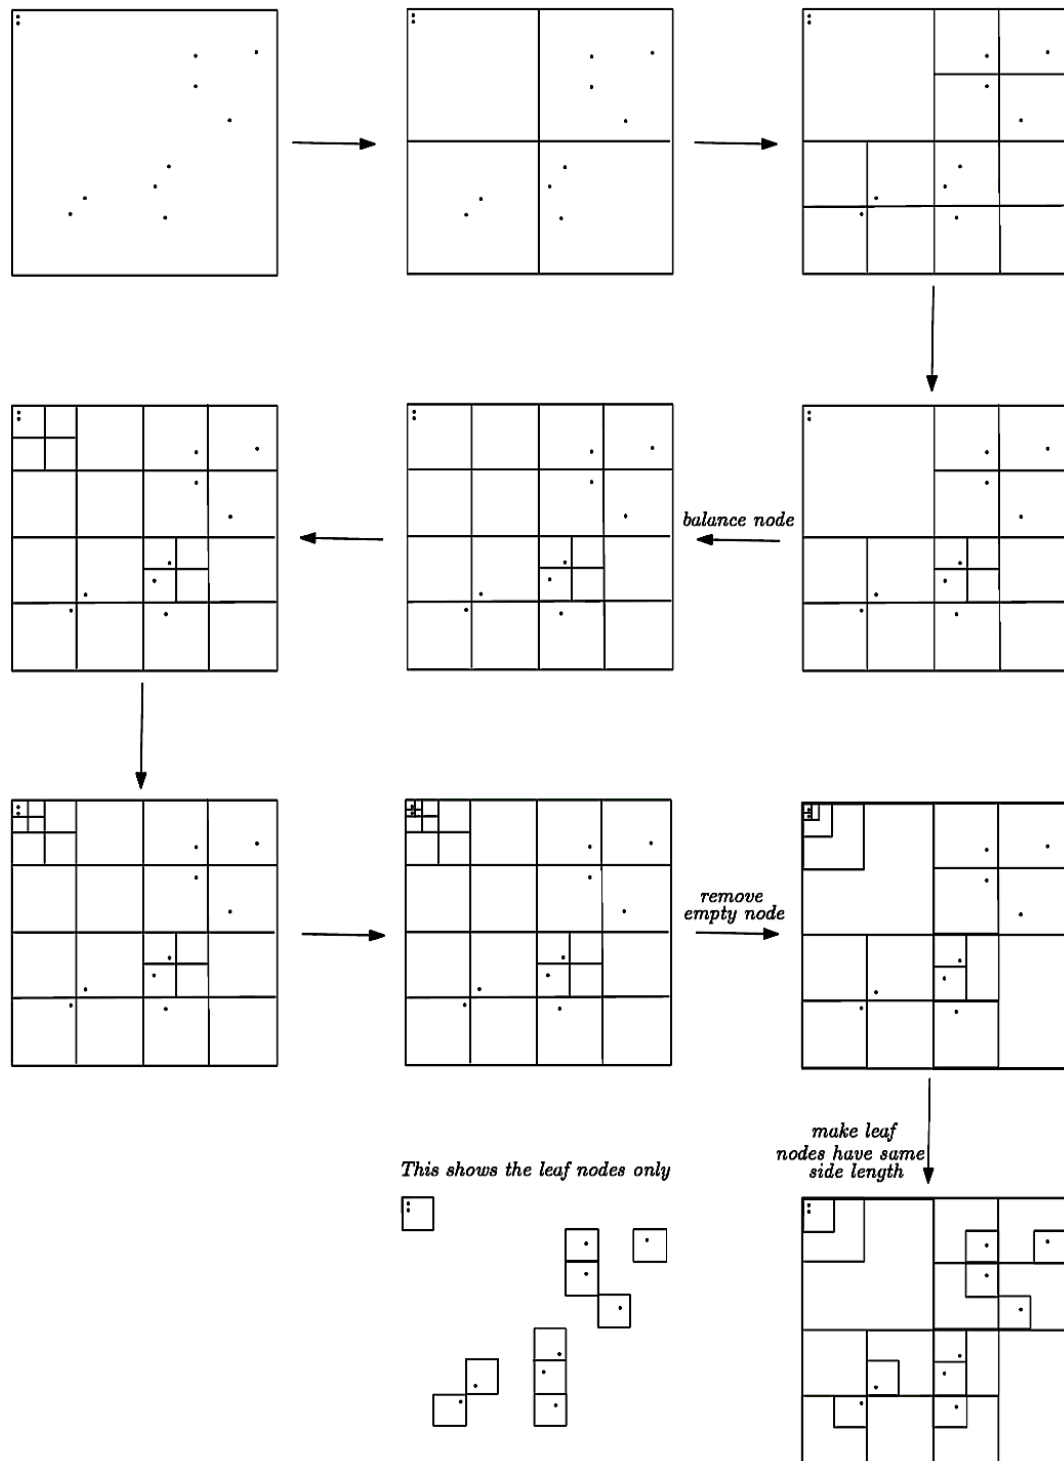 balance node
remove
empty node
make leaf
nodes have same
side length
This shows the leaf nodes only